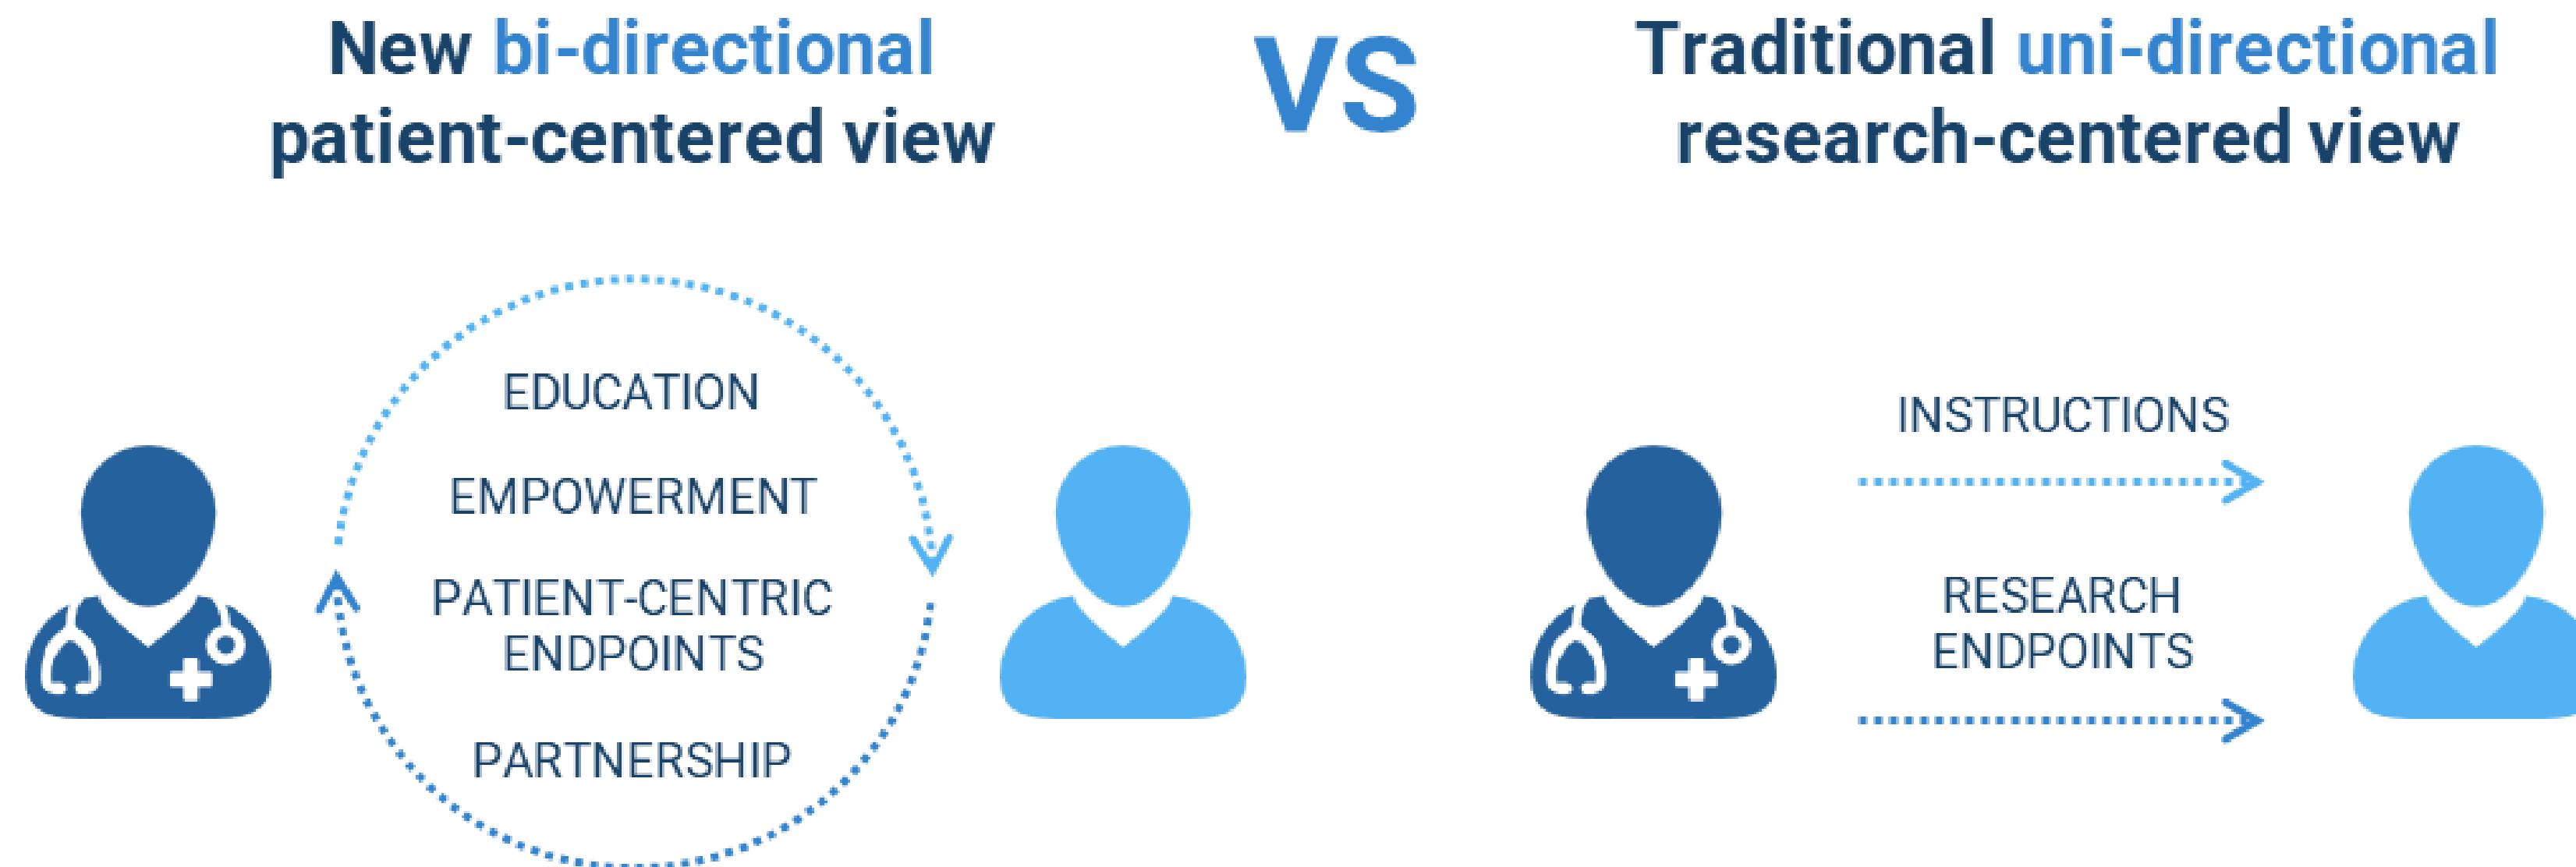 New bi-directional
patient-centered view
VS
Traditional uni-directional
research-centered view
EDUCATION
EMPOWERMENT
PATIENT-CENTRIC
ENDPOINTS
PARTNERSHIP
INSTRUCTIONS
RESEARCH
ENDPOINTS